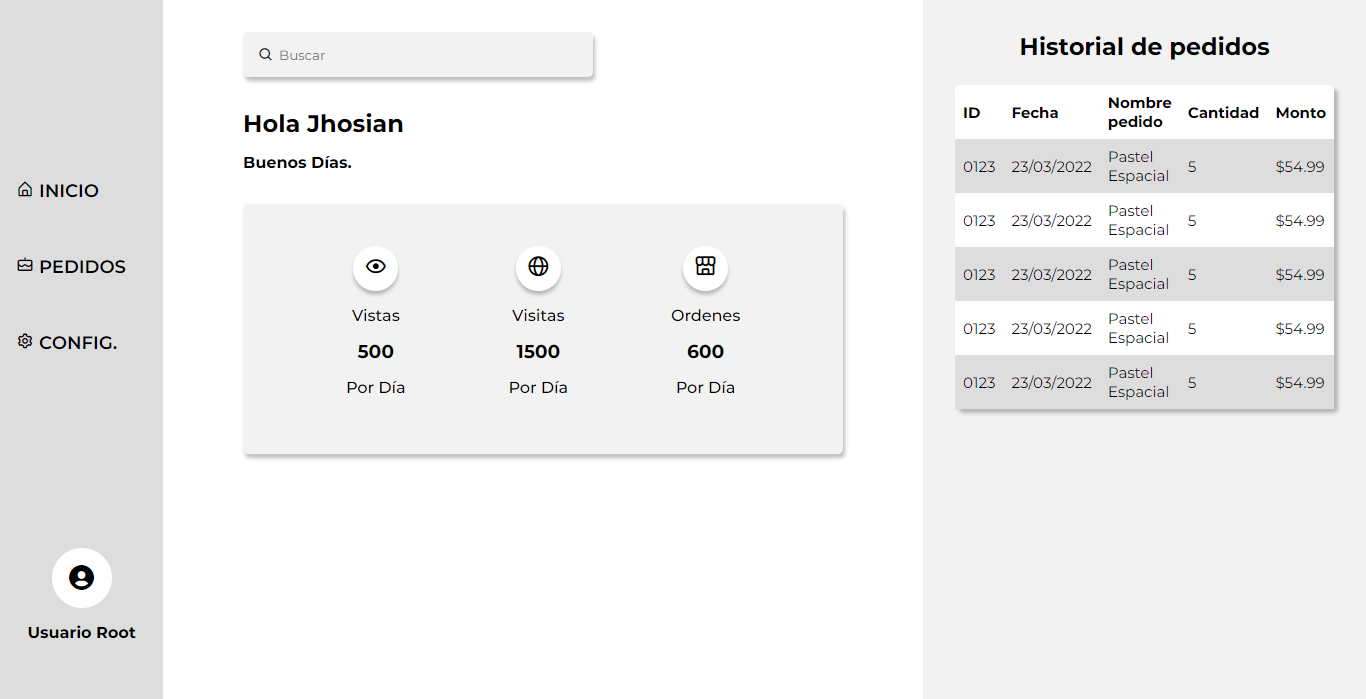 INICIO
PEDIDOS
CONFIG.
Usuario Root
Buscar
Hola Jhosian
Buenos Días.
Vistas
500
Por Día
Visitas
1500
Por Día
Ordenes
600
Por Día
Historial de pedidos
ID Fecha Nombre pedido Cantidad Monto
0123 23/03/2022 Pastel Espacial 5 $54.99
0123 23/03/2022 Pastel Espacial 5 $54.99
0123 23/03/2022 Pastel Espacial 5 $54.99
0123 23/03/2022 Pastel Espacial 5 $54.99
0123 23/03/2022 Pastel Espacial 5 $54.99